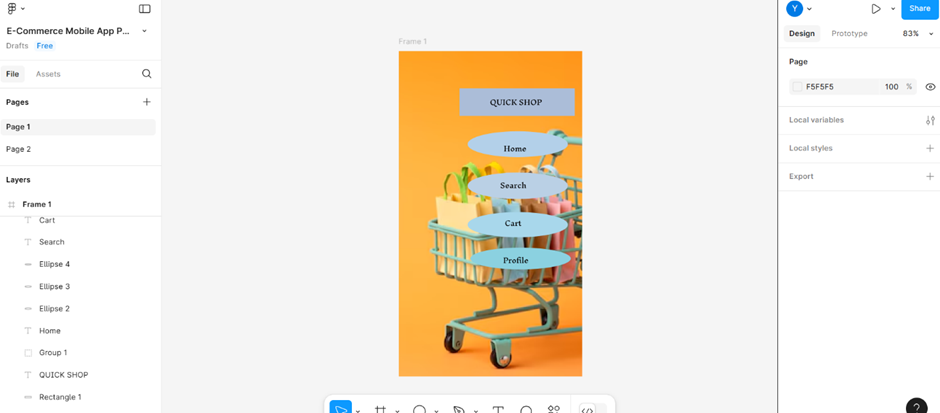 E-Commerce Mobile App P...
Drafts Free
File Assets
Pages
Page 1
Page 2
Layers
Frame 1
Cart
Search
Ellipse 4
Ellipse 3
Ellipse 2
Home
Group 1
QUICK SHOP
Rectangle 1
Frame 1
QUICK SHOP
Home
Search
Cart
Profile
Y
Share
Design Prototype 83%
Page
F5F5F5 100 %
Local variables
Local styles
Export
?